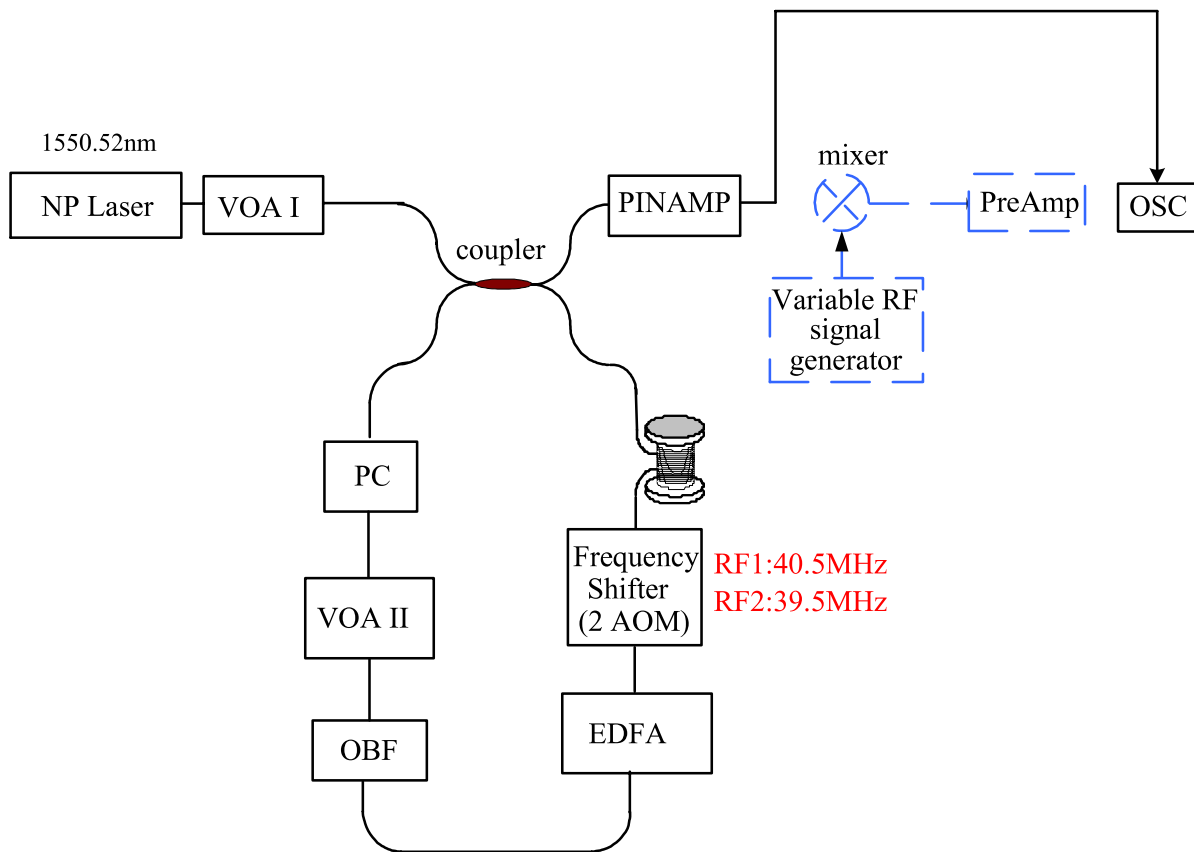 1550.52nm
NP Laser
VOA I
coupler
PINAMP
mixer
PreAmp
OSC
Variable RF
signal
generator
PC
Frequency
Shifter
(2 AOM)
RF1:40.5MHz
RF2:39.5MHz
VOA II
OBF
EDFA